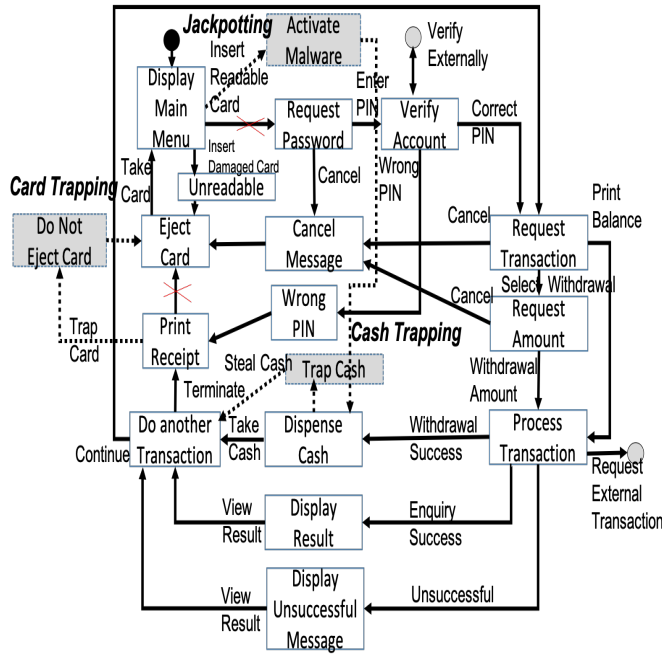 Jackpotting
Activate
Malware
Verify
Externally
Insert
Readable
Card
Display
Main
Menu
Enter
PIN
Request
Password
Verify
Account
Correct
PIN
Insert
Damaged Card
Unreadable
Cancel
Wrong
PIN
Take
Card
Card Trapping
Do Not
Eject Card
Eject
Card
Cancel
Message
Cancel
Request
Transaction
Print
Balance
Select Withdrawal
Cancel
Request
Amount
Wrong
PIN
Print
Receipt
Trap
Card
Cash Trapping
Steal Cash
Trap Cash
Withdrawal
Amount
Terminate
Do another
Transaction
Continue
Take
Cash
Dispense
Cash
Withdrawal
Success
Process
Transaction
Request
External
Transaction
View
Result
Display
Result
Enquiry
Success
View
Result
Display
Unsuccessful
Message
Unsuccessful